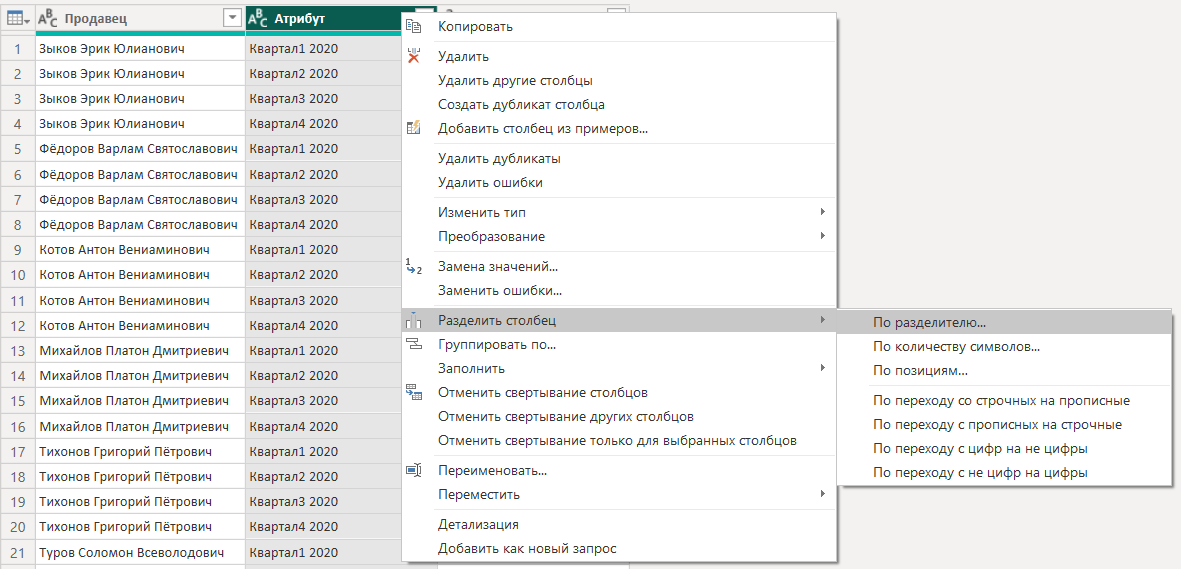 Продавец
Атрибут
1 Зыков Эрик Юлианович Квартал1 2020
2 Зыков Эрик Юлианович Квартал2 2020
3 Зыков Эрик Юлианович Квартал3 2020
4 Зыков Эрик Юлианович Квартал4 2020
5 Фёдоров Варлам Святославович Квартал1 2020
6 Фёдоров Варлам Святославович Квартал2 2020
7 Фёдоров Варлам Святославович Квартал3 2020
8 Фёдоров Варлам Святославович Квартал4 2020
9 Котов Антон Вениаминович Квартал1 2020
10 Котов Антон Вениаминович Квартал2 2020
11 Котов Антон Вениаминович Квартал3 2020
12 Котов Антон Вениаминович Квартал4 2020
13 Михайлов Платон Дмитриевич Квартал1 2020
14 Михайлов Платон Дмитриевич Квартал2 2020
15 Михайлов Платон Дмитриевич Квартал3 2020
16 Михайлов Платон Дмитриевич Квартал4 2020
17 Тихонов Григорий Пётрович Квартал1 2020
18 Тихонов Григорий Пётрович Квартал2 2020
19 Тихонов Григорий Пётрович Квартал3 2020
20 Тихонов Григорий Пётрович Квартал4 2020
21 Туров Соломон Всеволодович Квартал1 2020
Копировать
Удалить
Удалить другие столбцы
Создать дубликат столбца
Добавить столбец из примеров...
Удалить дубликаты
Удалить ошибки
Изменить тип
Преобразование
Замена значений...
Заменить ошибки...
Разделить столбец
Группировать по...
Заполнить
Отменить свертывание столбцов
Отменить свертывание других столбцов
Отменить свертывание только для выбранных столбцов
Переименовать...
Переместить
Детализация
Добавить как новый запрос
По разделителю...
По количеству символов...
По позициям...
По переходу со строчных на прописные
По переходу с прописных на строчные
По переходу с цифр на не цифры
По переходу с не цифр на цифры